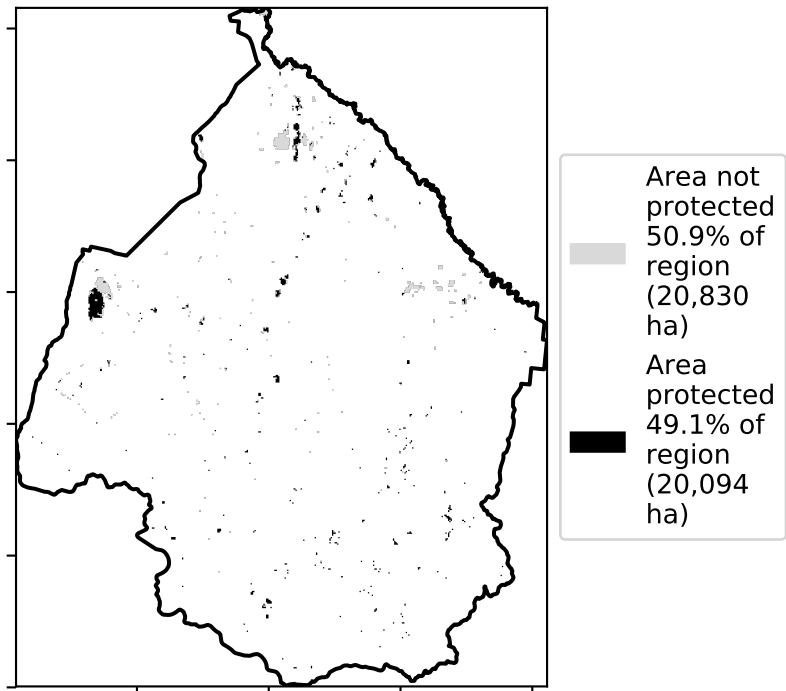 Area not
protected
50.9% of
region
(20,830
ha)
Area
protected
49.1% of
region
(20,094
ha)